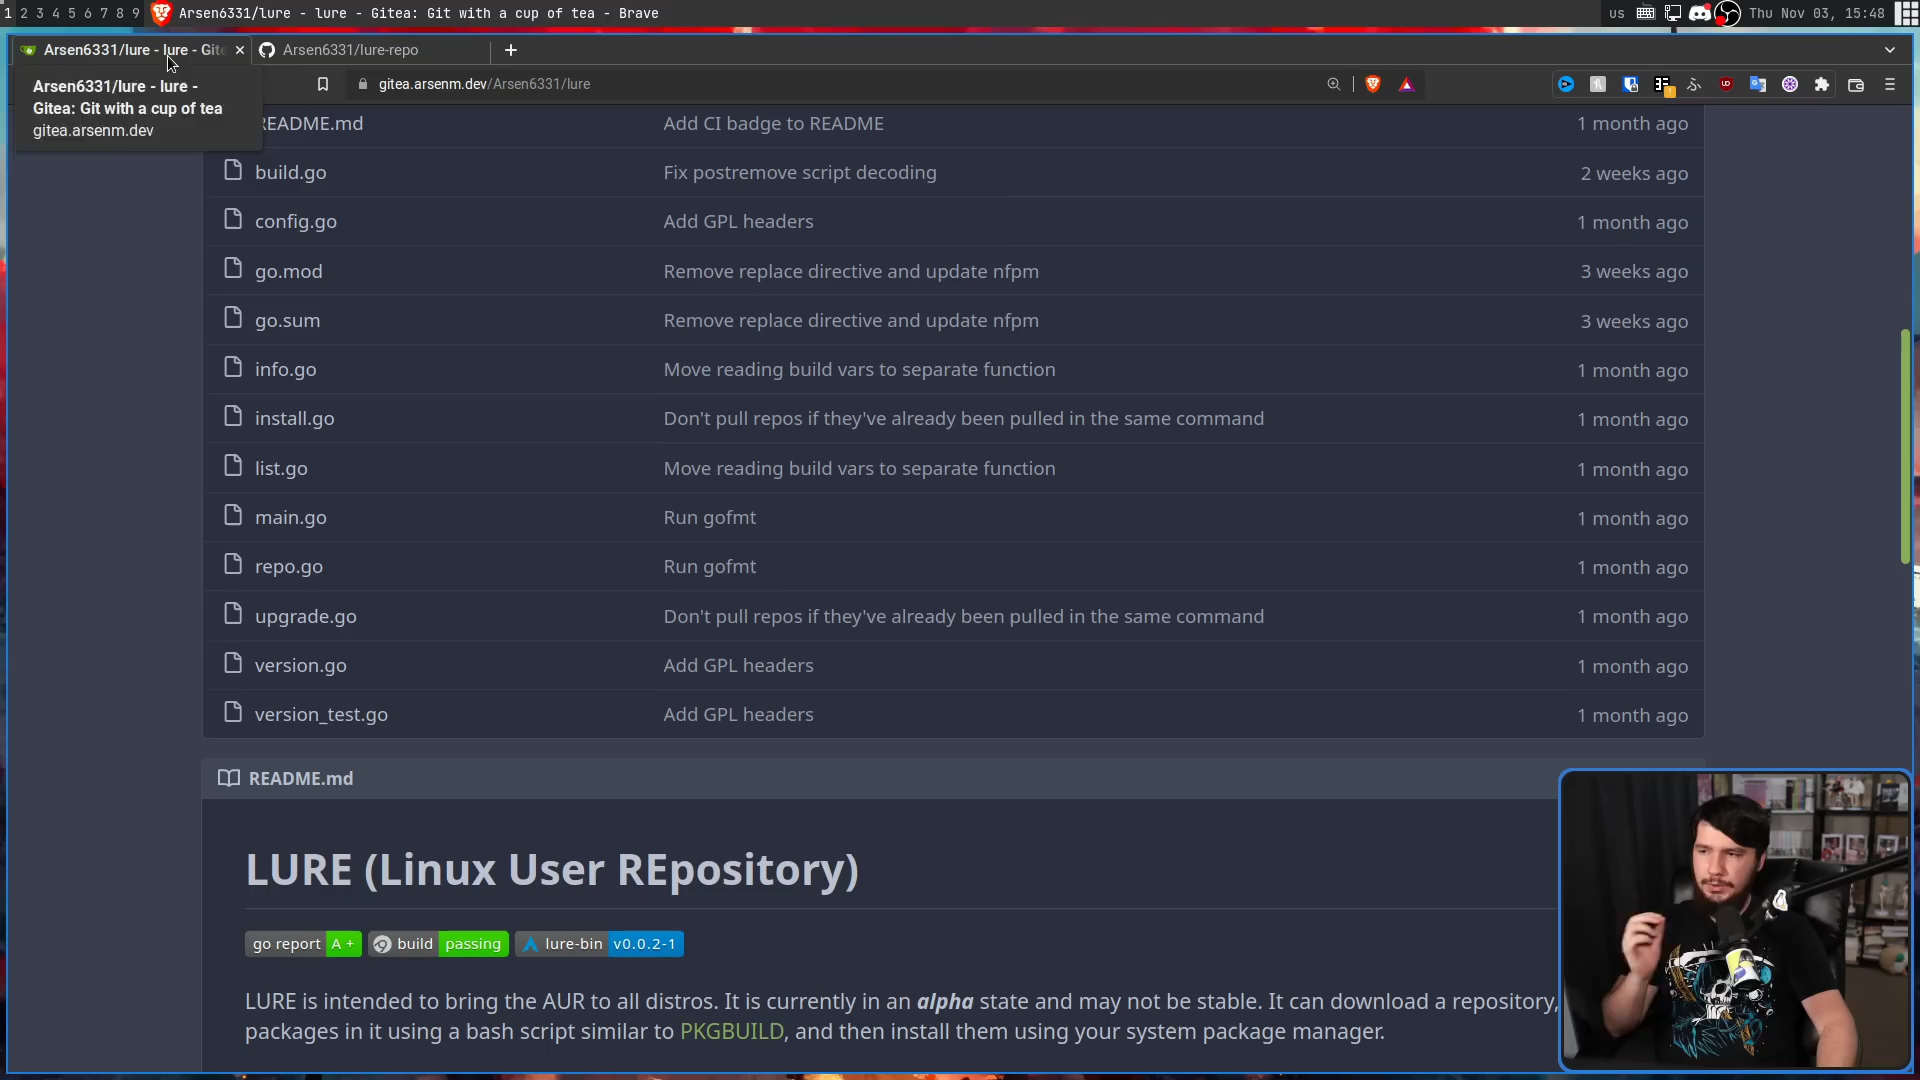 1 2 3 4 5 6 7 8 9 Arsen6331/lure - lure - Gitea: Git with a cup of tea - Brave us Thu Nov 03, 15:48
Arsen6331/lure - lure - Gite Arsen6331/lure-repo
gitea.arsenm.dev/Arsen6331/lure
Arsen6331/lure - lure -
Gitea: Git with a cup of tea
gitea.arsenm.dev
README.md Add CI badge to README 1 month ago
build.go Fix postremove script decoding 2 weeks ago
config.go Add GPL headers 1 month ago
go.mod Remove replace directive and update nfpm 3 weeks ago
go.sum Remove replace directive and update nfpm 3 weeks ago
info.go Move reading build vars to separate function 1 month ago
install.go Don't pull repos if they've already been pulled in the same command 1 month ago
list.go Move reading build vars to separate function 1 month ago
main.go Run gofmt 1 month ago
repo.go Run gofmt 1 month ago
upgrade.go Don't pull repos if they've already been pulled in the same command 1 month ago
version.go Add GPL headers 1 month ago
version_test.go Add GPL headers 1 month ago
README.md
LURE (Linux User REpository)
go report A+ build passing lure-bin v0.0.2-1
LURE is intended to bring the AUR to all distros. It is currently in an alpha state and may not be stable. It can download a repository,
packages in it using a bash script similar to PKGBUILD, and then install them using your system package manager.